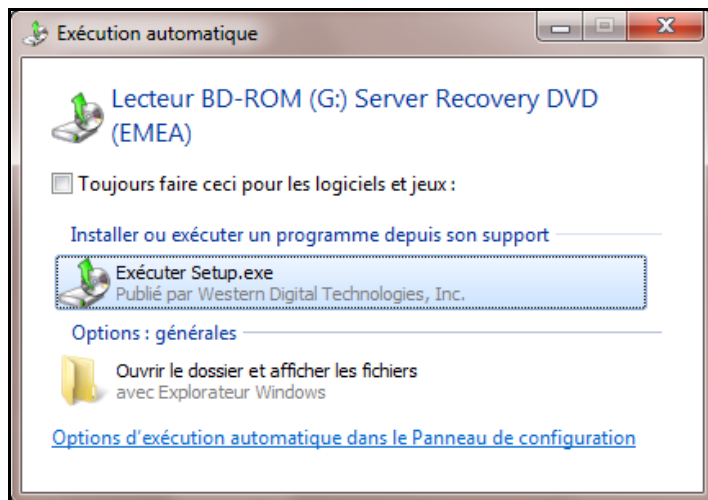 Exécution automatique
Lecteur BD-ROM (G:) Server Recovery DVD
(EMEA)
Toujours faire ceci pour les logiciels et jeux :
Installer ou exécuter un programme depuis son support
Exécuter Setup.exe
Publié par Western Digital Technologies, Inc.
Options : générales
Ouvrir le dossier et afficher les fichiers
avec Explorateur Windows
Options d'exécution automatique dans le Panneau de configuration